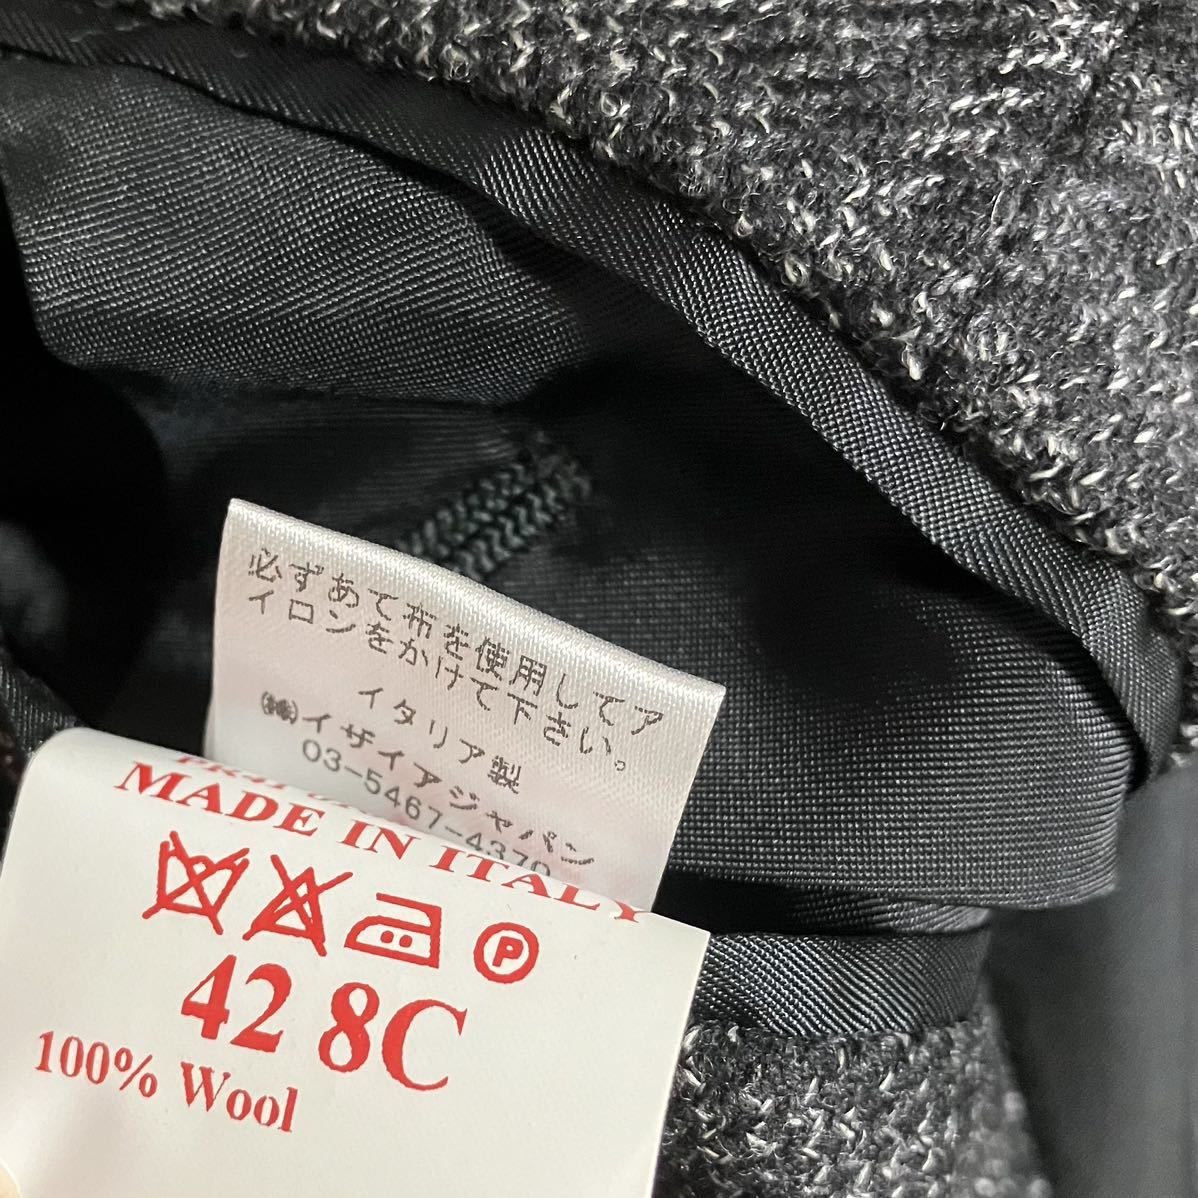 必ずあて布を使用してア
イロンをかけて下さい。
イタリア製
㈱イザイアジャパン
03-5467-4370
MADE IN ITALY
P
42 8C
100% Wool